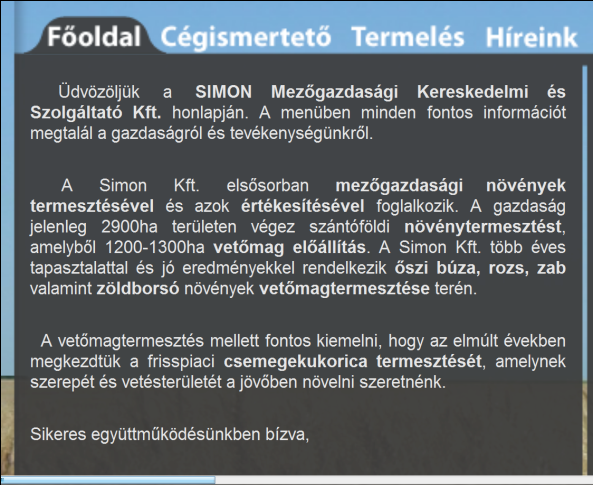 Főoldal Cégismertető Termelés Híreink
Üdvözöljük a SIMON Mezőgazdasági Kereskedelmi és
Szolgáltató Kft. honlapján. A menüben minden fontos információt
megtalál a gazdaságról és tevékenységünkről.
A Simon Kft. elsősorban mezőgazdasági növények
termesztésével és azok értékesítésével foglalkozik. A gazdaság
jelenleg 2900ha területen végez szántóföldi növénytermesztést,
amelyből 1200-1300ha vetőmag előállítás. A Simon Kft. több éves
tapasztalattal és jó eredményekkel rendelkezik őszi búza, rozs, zab
valamint zöldborsó növények vetőmagtermesztése terén.
A vetőmagtermesztés mellett fontos kiemelni, hogy az elmúlt években
megkezdtük a frisspiaci csemegekukorica termesztését, amelynek
szerepét és vetésterületét a jövőben növelni szeretnénk.
Sikeres együttműködésünkben bízva,